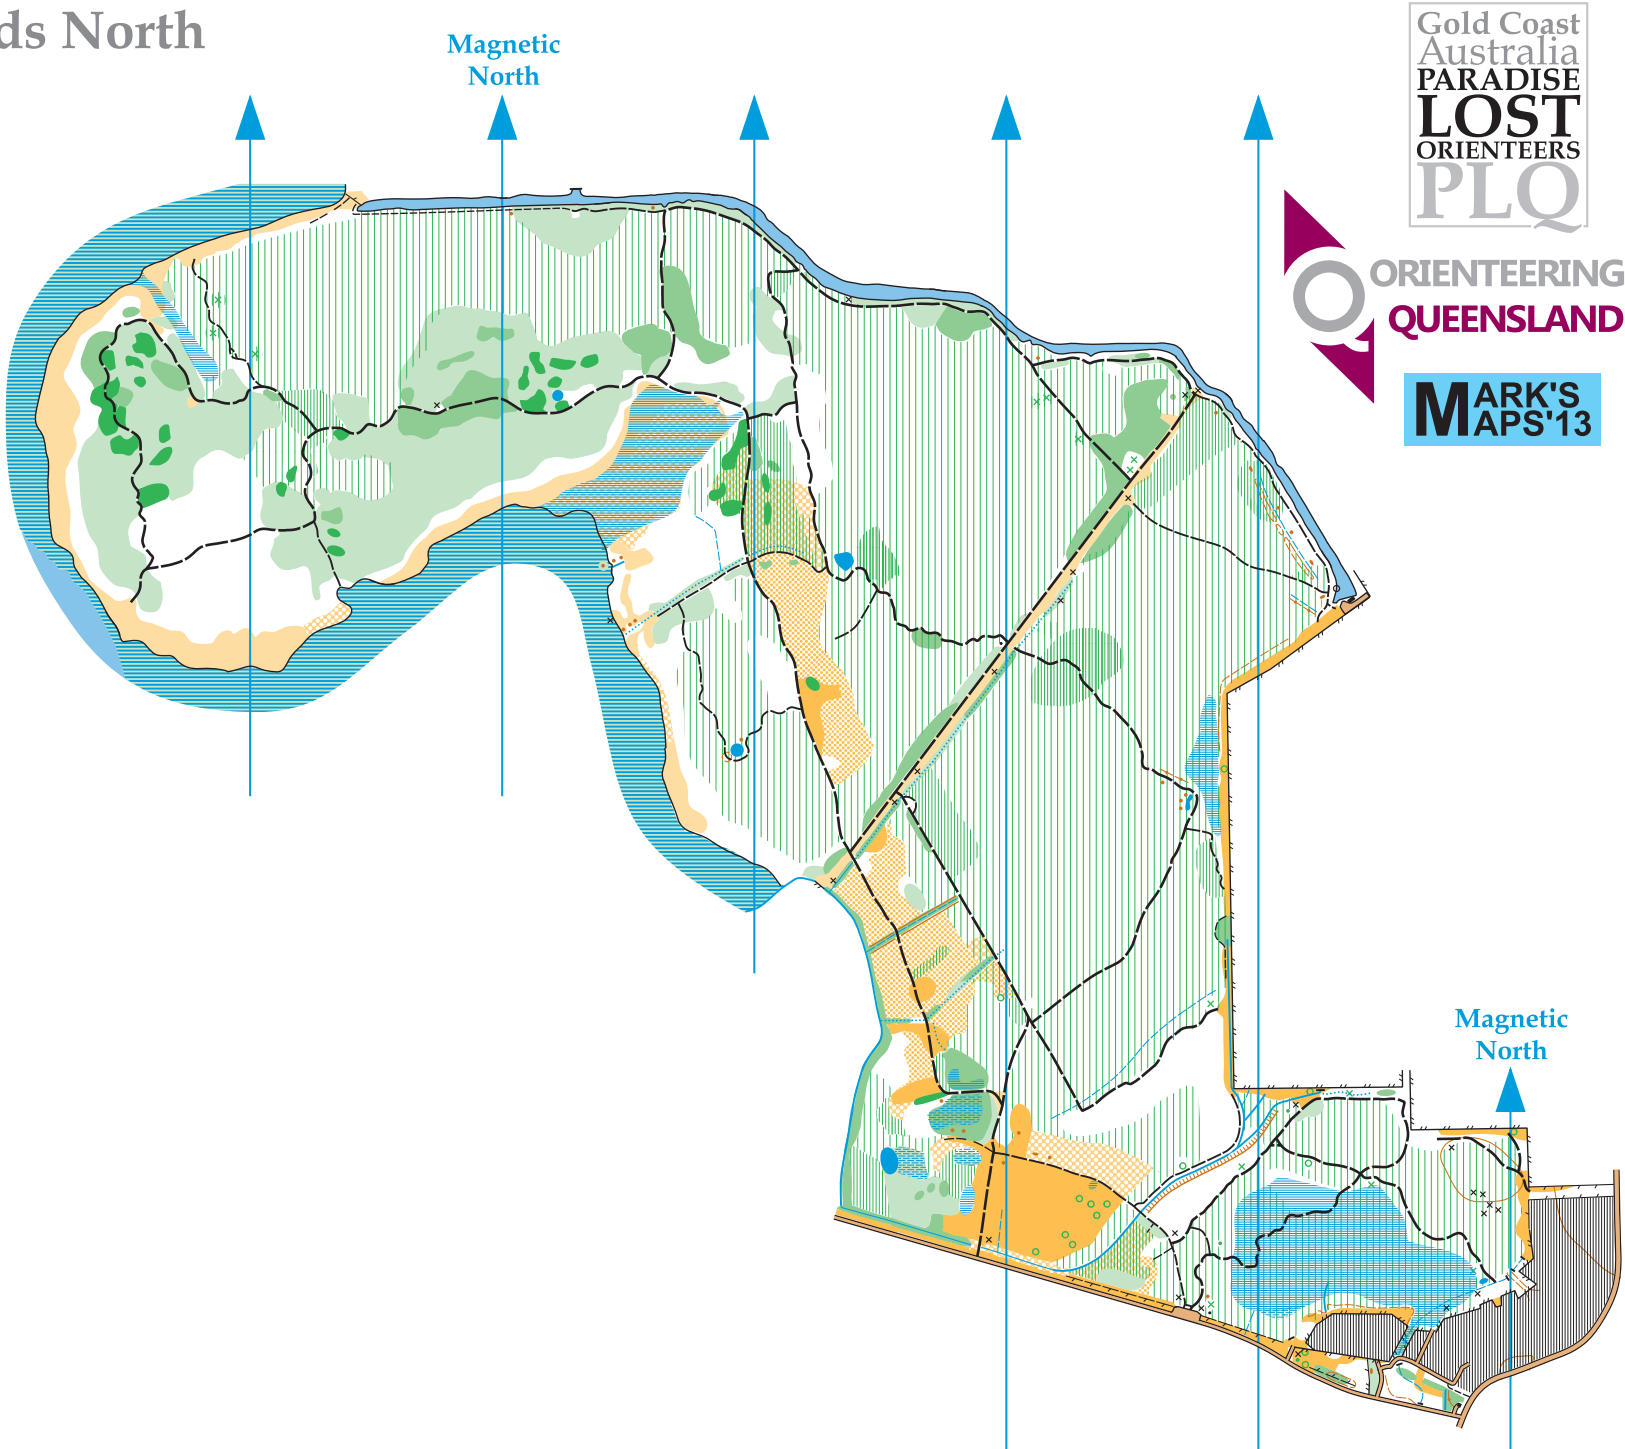 ds North
Magnetic
North
Gold Coast
Australia
PARADISE
LOST
ORIENTEERS
PLQ
ORIENTEERING
QUEENSLAND
MARK'S
MAPS'13
Magnetic
North